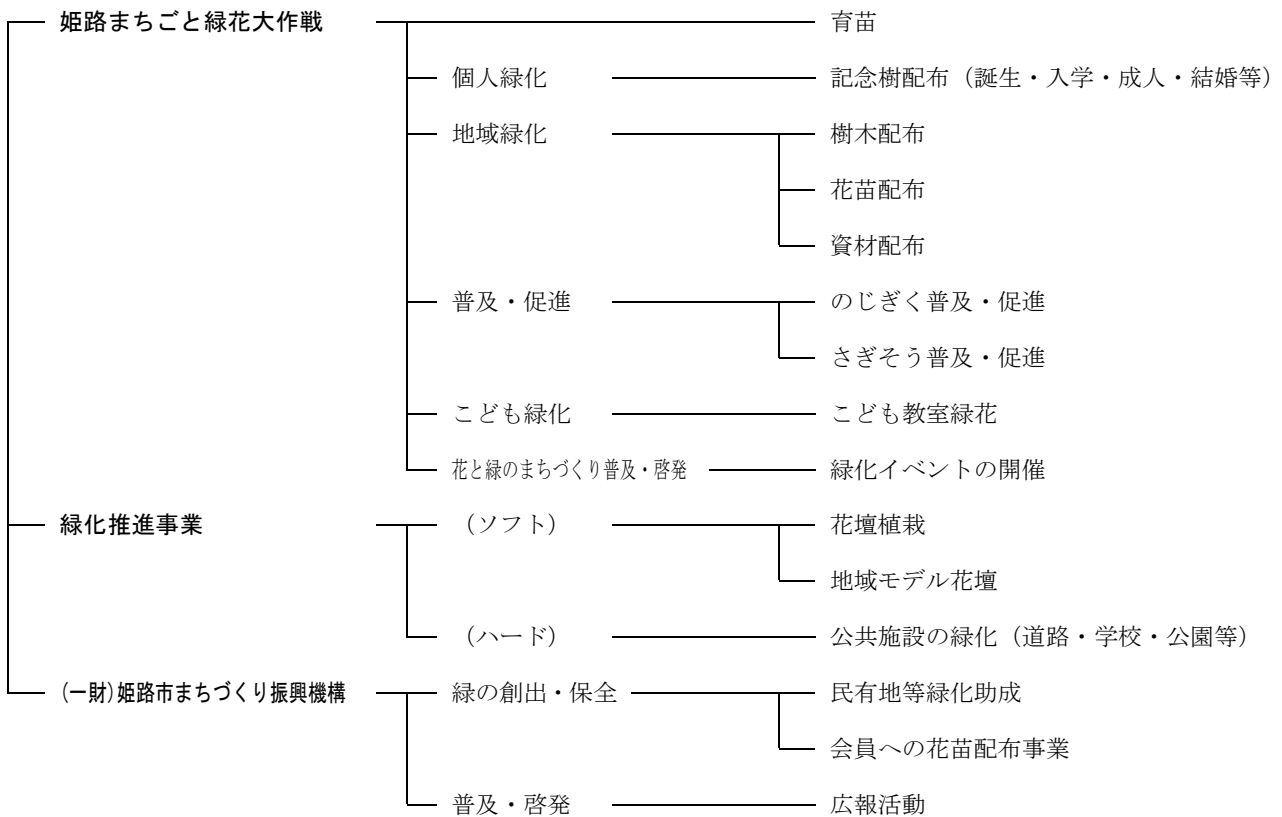 姫路まちごと緑花大作戦 育苗
個人緑化 記念樹配布（誕生・入学・成人・結婚等）
地域緑化 樹木配布
花苗配布
資材配布
普及・促進 のじぎく普及・促進
さぎそう普及・促進
こども緑化 こども教室緑花
花と緑のまちづくり普及・啓発 緑化イベントの開催
緑化推進事業 （ソフト） 花壇植栽
地域モデル花壇
（ハード） 公共施設の緑化（道路・学校・公園等）
(一財)姫路市まちづくり振興機構 緑の創出・保全 民有地等緑化助成
会員への花苗配布事業
普及・啓発 広報活動